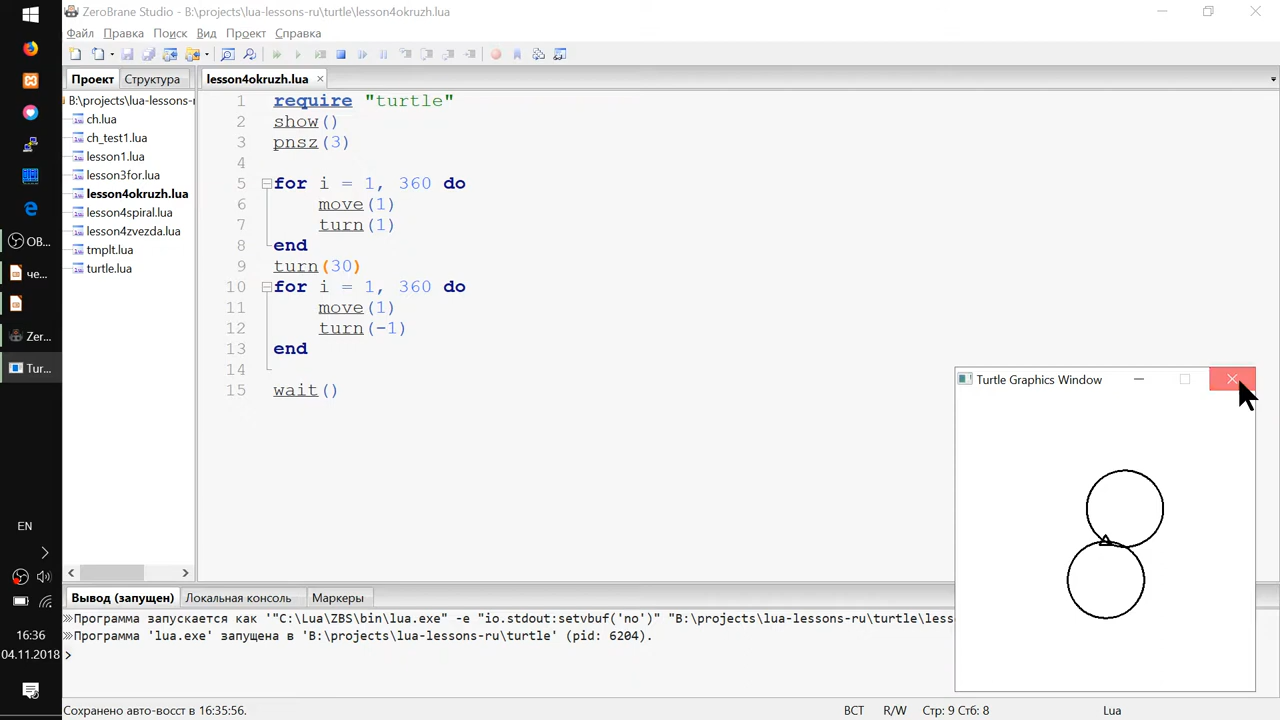 ZeroBrane Studio - B:\projects\lua-lessons-ru\turtle\lesson4okruzh.lua
Файл Правка Поиск Вид Проект Справка
Проект Структура
lesson4okruzh.lua
B:\projects\lua-lessons-r
ch.lua
ch_test1.lua
lesson1.lua
lesson3for.lua
lesson4okruzh.lua
lesson4spiral.lua
lesson4zvezda.lua
tmplt.lua
turtle.lua
1 require "turtle"
2 show()
3 pnsz(3)
4
5 for i = 1, 360 do
6 move(1)
7 turn(1)
8 end
9 turn(30)
10 for i = 1, 360 do
11 move(1)
12 turn(-1)
13 end
14
15 wait()
Turtle Graphics Window
OB...
че...
Zer...
Tur...
EN
16:36
04.11.2018
Вывод (запущен) Локальная консоль Маркеры
Программа запускается как '"C:\Lua\ZBS\bin\lua.exe" -e "io.stdout:setvbuf('no')" "B:\projects\lua-lessons-ru\turtle\less
Программа 'lua.exe' запущена в 'B:\projects\lua-lessons-ru\turtle' (pid: 6204).
Сохранено авто-восст в 16:35:56.
ВСТ R/W Стр: 9 Стб: 8 Lua